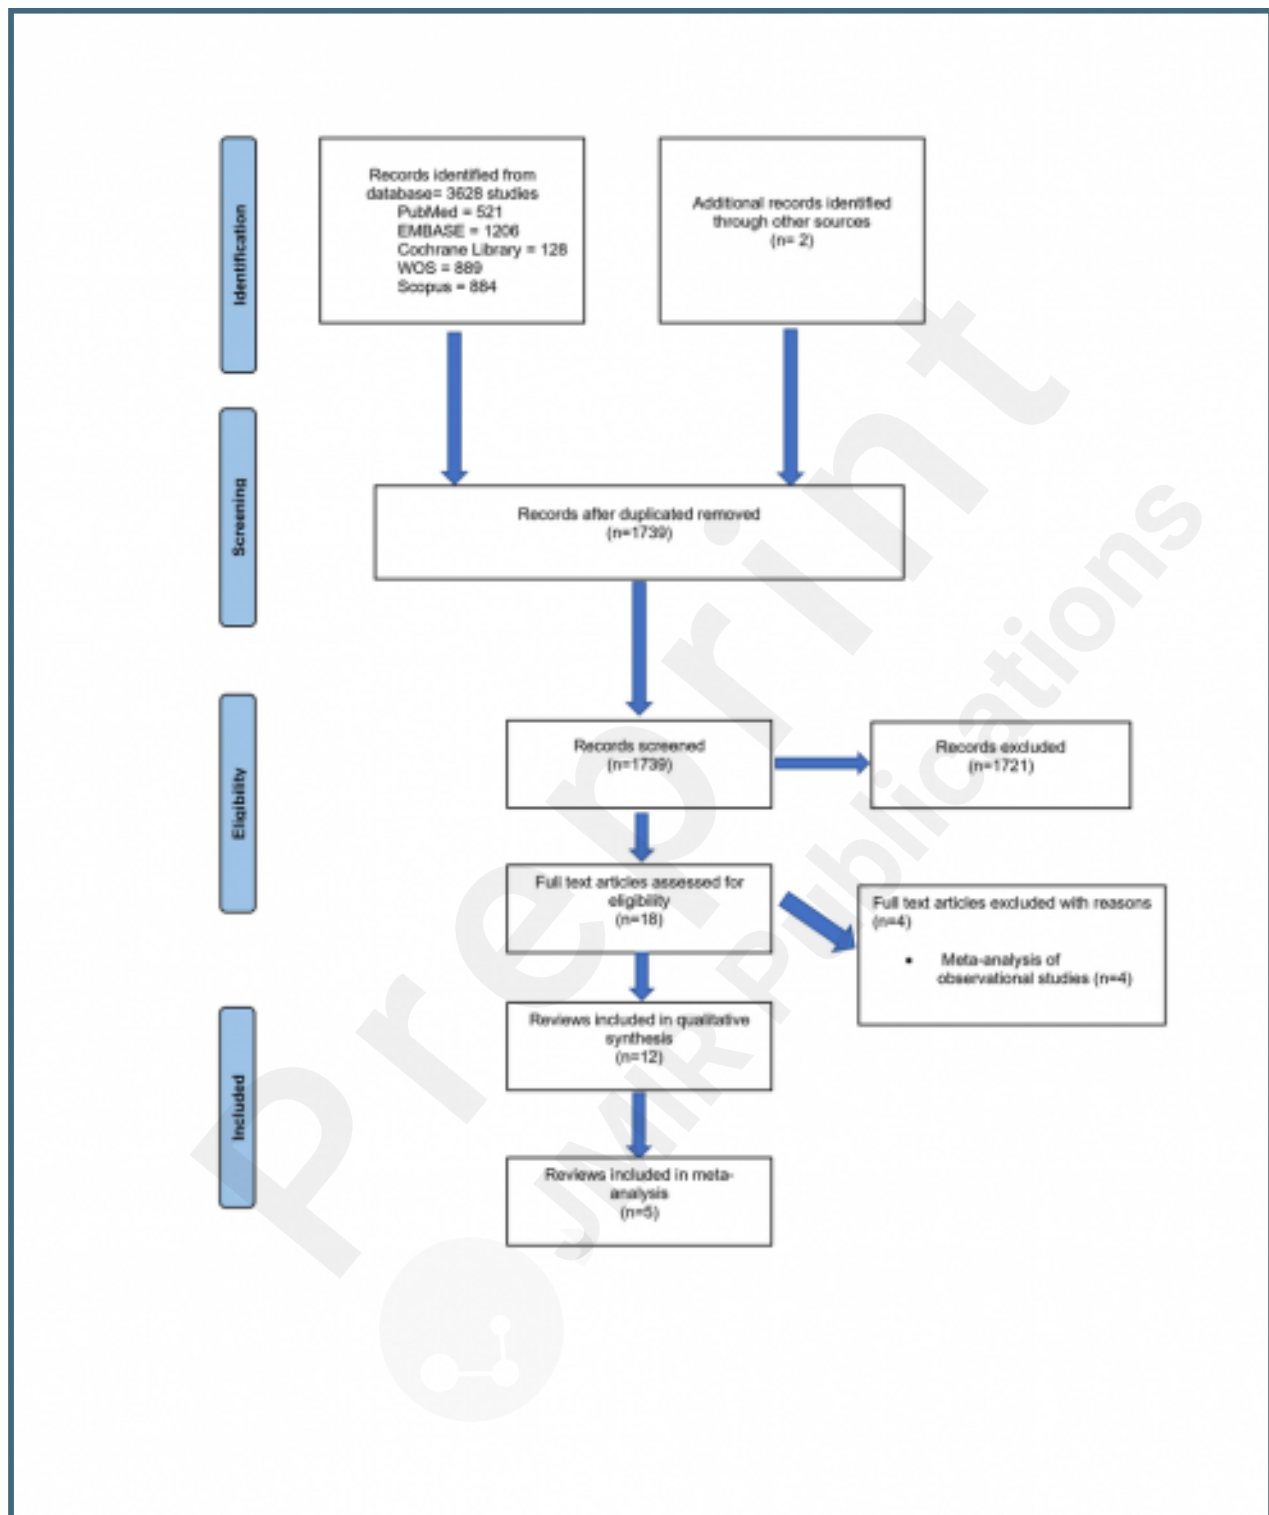 Identification
Records identified from
database= 3628 studies
PubMed = 521
EMBASE = 1206
Cochrane Library = 128
WOS = 889
Scopus = 884
Additional records identified
through other sources
(n= 2)
Screening
Records after duplicated removed
(n=1739)
Eligibility
Records screened
(n=1739)
Records excluded
(n=1721)
Full text articles assessed for
eligibility
(n=18)
Full text articles excluded with reasons
(n=4)
• Meta-analysis of
observational studies (n=4)
Included
Reviews included in qualitative
synthesis
(n=12)
Reviews included in meta-
analysis
(n=5)
Preprint
JMIR Publications